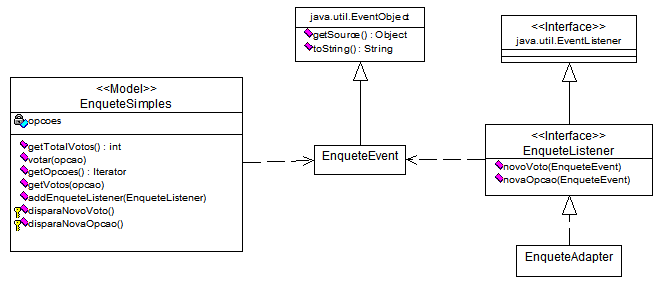 java.util.EventObject
getSource() : Object
toString() : String
<<Interface>>
java.util.EventListener
<<Model>>
EnqueteSimples
opcoes
getTotalVotos() : int
votar(opcao)
getOpcoes() : Iterator
getVotos(opcao)
addEnqueteListener(EnqueteListener)
disparaNovoVoto()
disparaNovaOpcao()
EnqueteEvent
<<Interface>>
EnqueteListener
novoVoto(EnqueteEvent)
novaOpcao(EnqueteEvent)
EnqueteAdapter